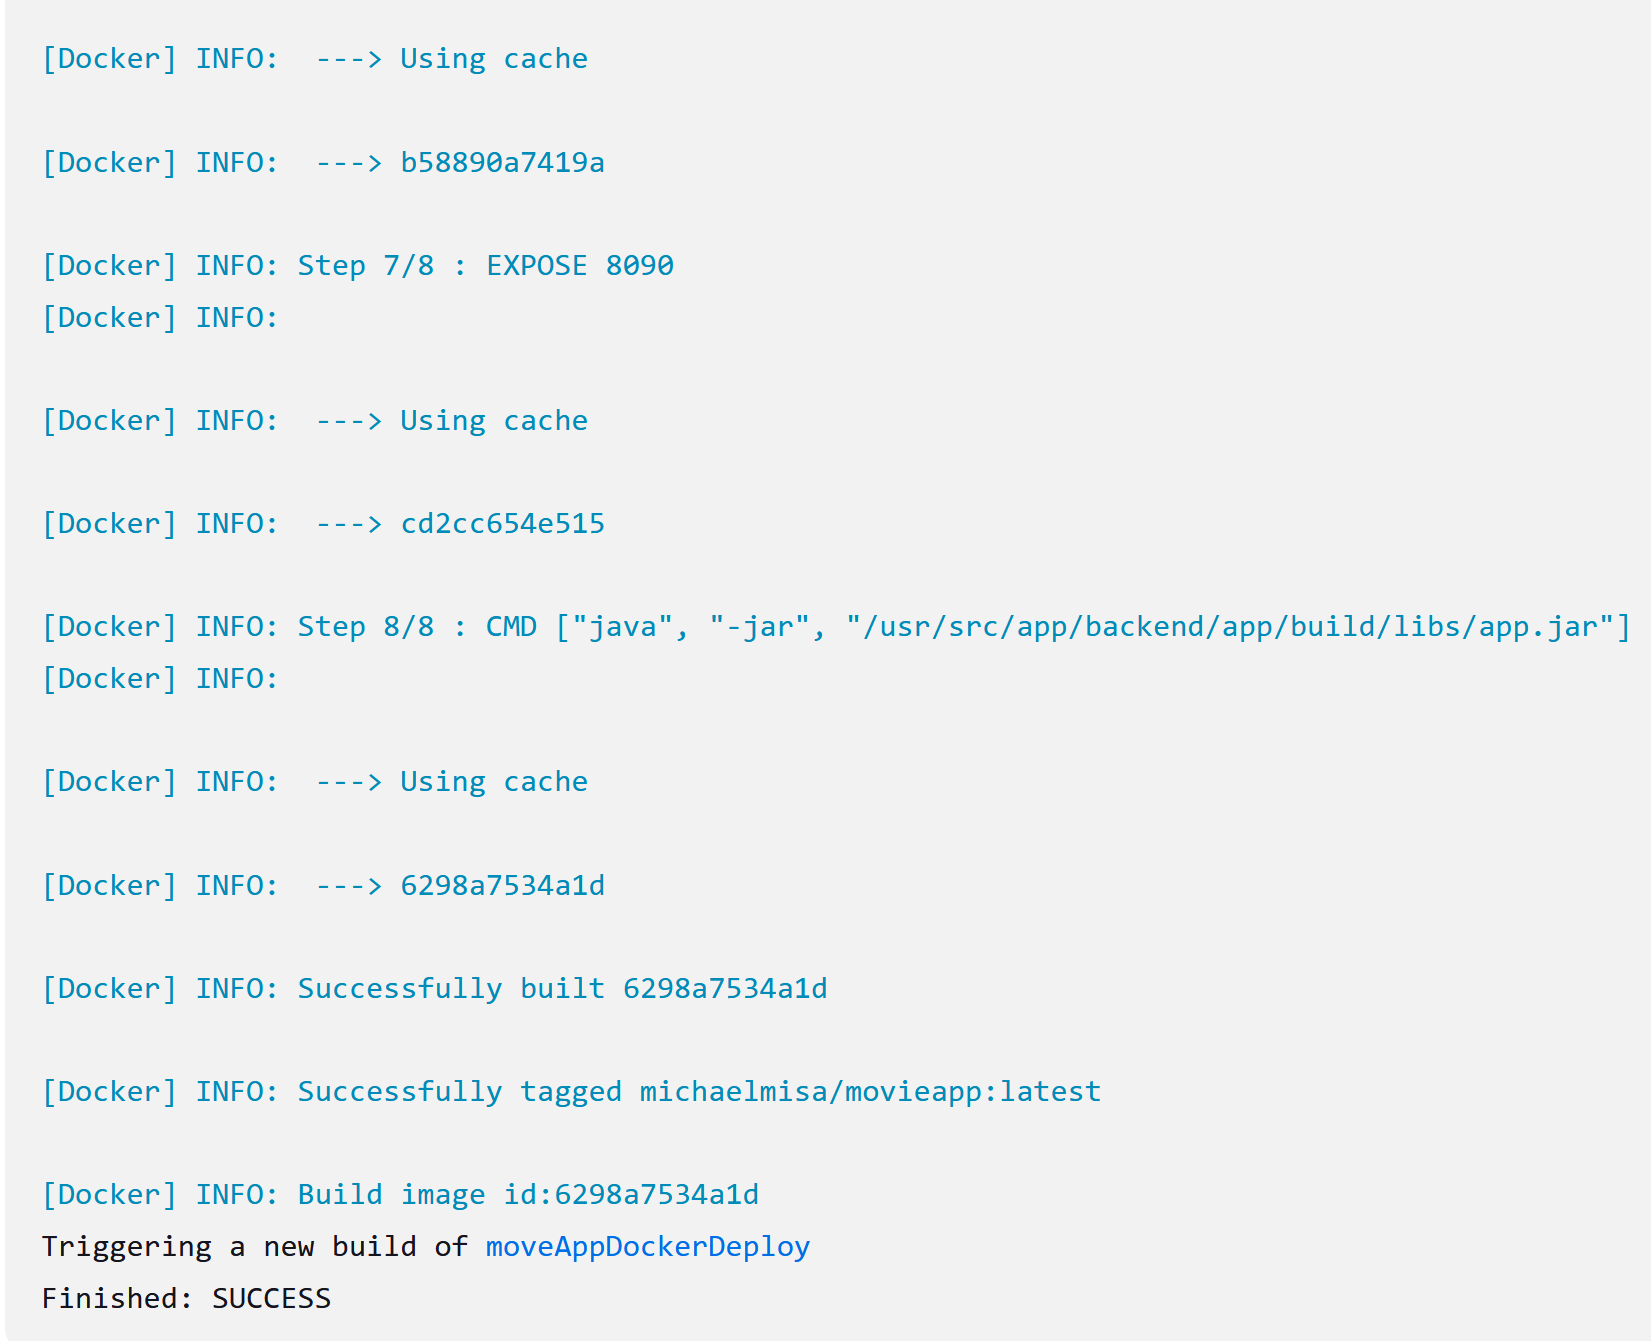 [Docker] INFO:  ---> Using cache
[Docker] INFO:  ---> b58890a7419a
[Docker] INFO: Step 7/8 : EXPOSE 8090
[Docker] INFO:
[Docker] INFO:  ---> Using cache
[Docker] INFO:  ---> cd2cc654e515
[Docker] INFO: Step 8/8 : CMD ["java", "-jar", "/usr/src/app/backend/app/build/libs/app.jar"]
[Docker] INFO:
[Docker] INFO:  ---> Using cache
[Docker] INFO:  ---> 6298a7534a1d
[Docker] INFO: Successfully built 6298a7534a1d
[Docker] INFO: Successfully tagged michaelmisa/movieapp:latest
[Docker] INFO: Build image id:6298a7534a1d
Triggering a new build of moveAppDockerDeploy
Finished: SUCCESS